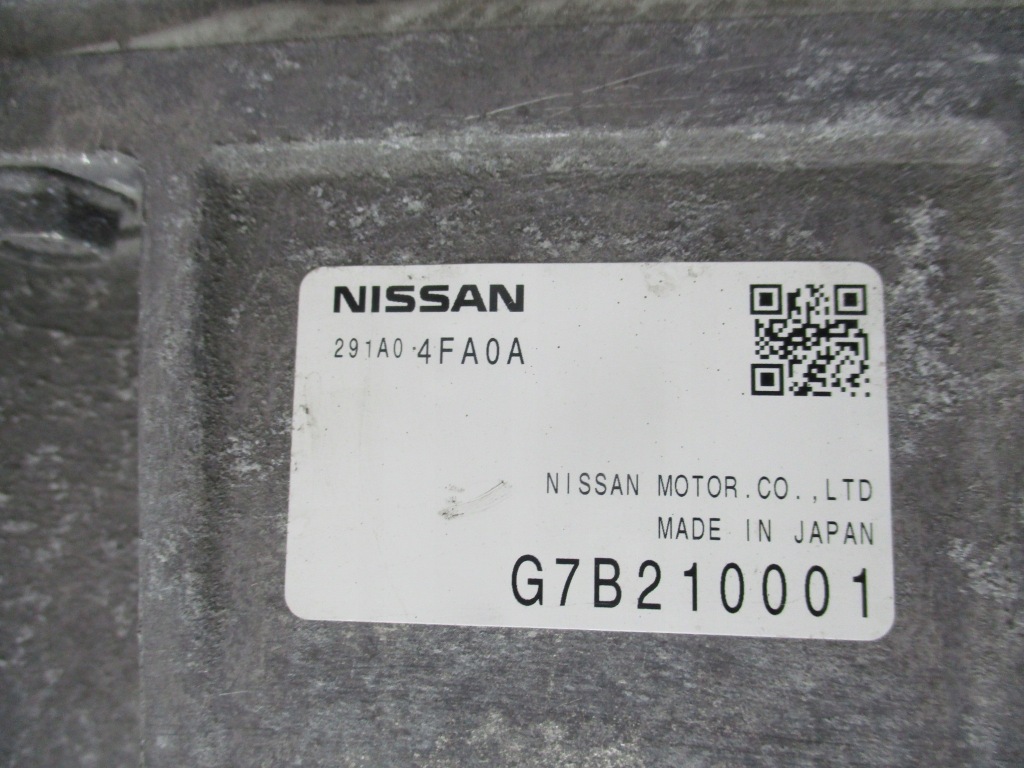 NISSAN
291A0-4FA0A
NISSAN MOTOR.CO.,LTD
MADE IN JAPAN
G7B210001